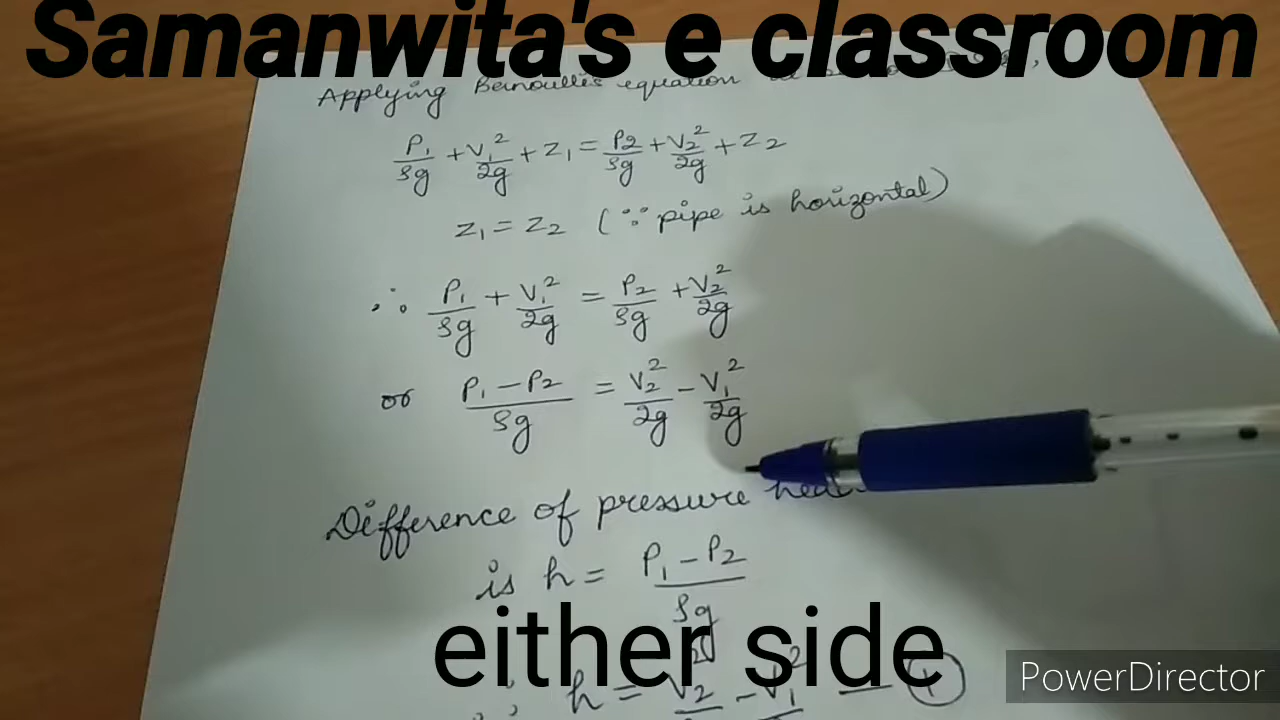 Samanwita's e classroom
Applying Bernoulli's equation
P₁/ρg + V₁²/2g + Z₁ = P₂/ρg + V₂²/2g + Z₂
Z₁ = Z₂ (∵ pipe is horizontal)
∴ P₁/ρg + V₁²/2g = P₂/ρg + V₂²/2g
or P₁ - P₂/ρg = V₂²/2g - V₁²/2g
Difference of pressure
is h = P₁ - P₂/ρg
either side
∴ h = V₂² - V₁²
PowerDirector